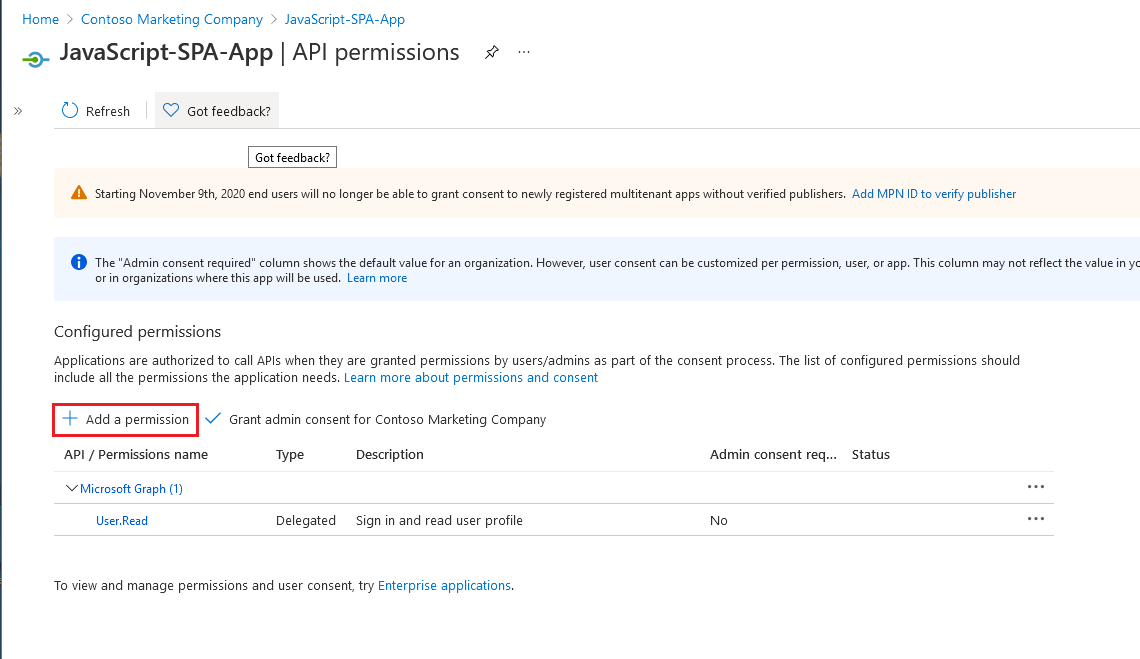 Home > Contoso Marketing Company > JavaScript-SPA-App
JavaScript-SPA-App | API permissions
Refresh
Got feedback?
Got feedback?
Starting November 9th, 2020 end users will no longer be able to grant consent to newly registered multitenant apps without verified publishers. Add MPN ID to verify publisher
The "Admin consent required" column shows the default value for an organization. However, user consent can be customized per permission, user, or app. This column may not reflect the value in
or in organizations where this app will be used. Learn more
Configured permissions
Applications are authorized to call APIs when they are granted permissions by users/admins as part of the consent process. The list of configured permissions should
include all the permissions the application needs. Learn more about permissions and consent
Add a permission
Grant admin consent for Contoso Marketing Company
API / Permissions name Type Description Admin consent req... Status
Microsoft Graph (1)
User.Read Delegated Sign in and read user profile No
To view and manage permissions and user consent, try Enterprise applications.